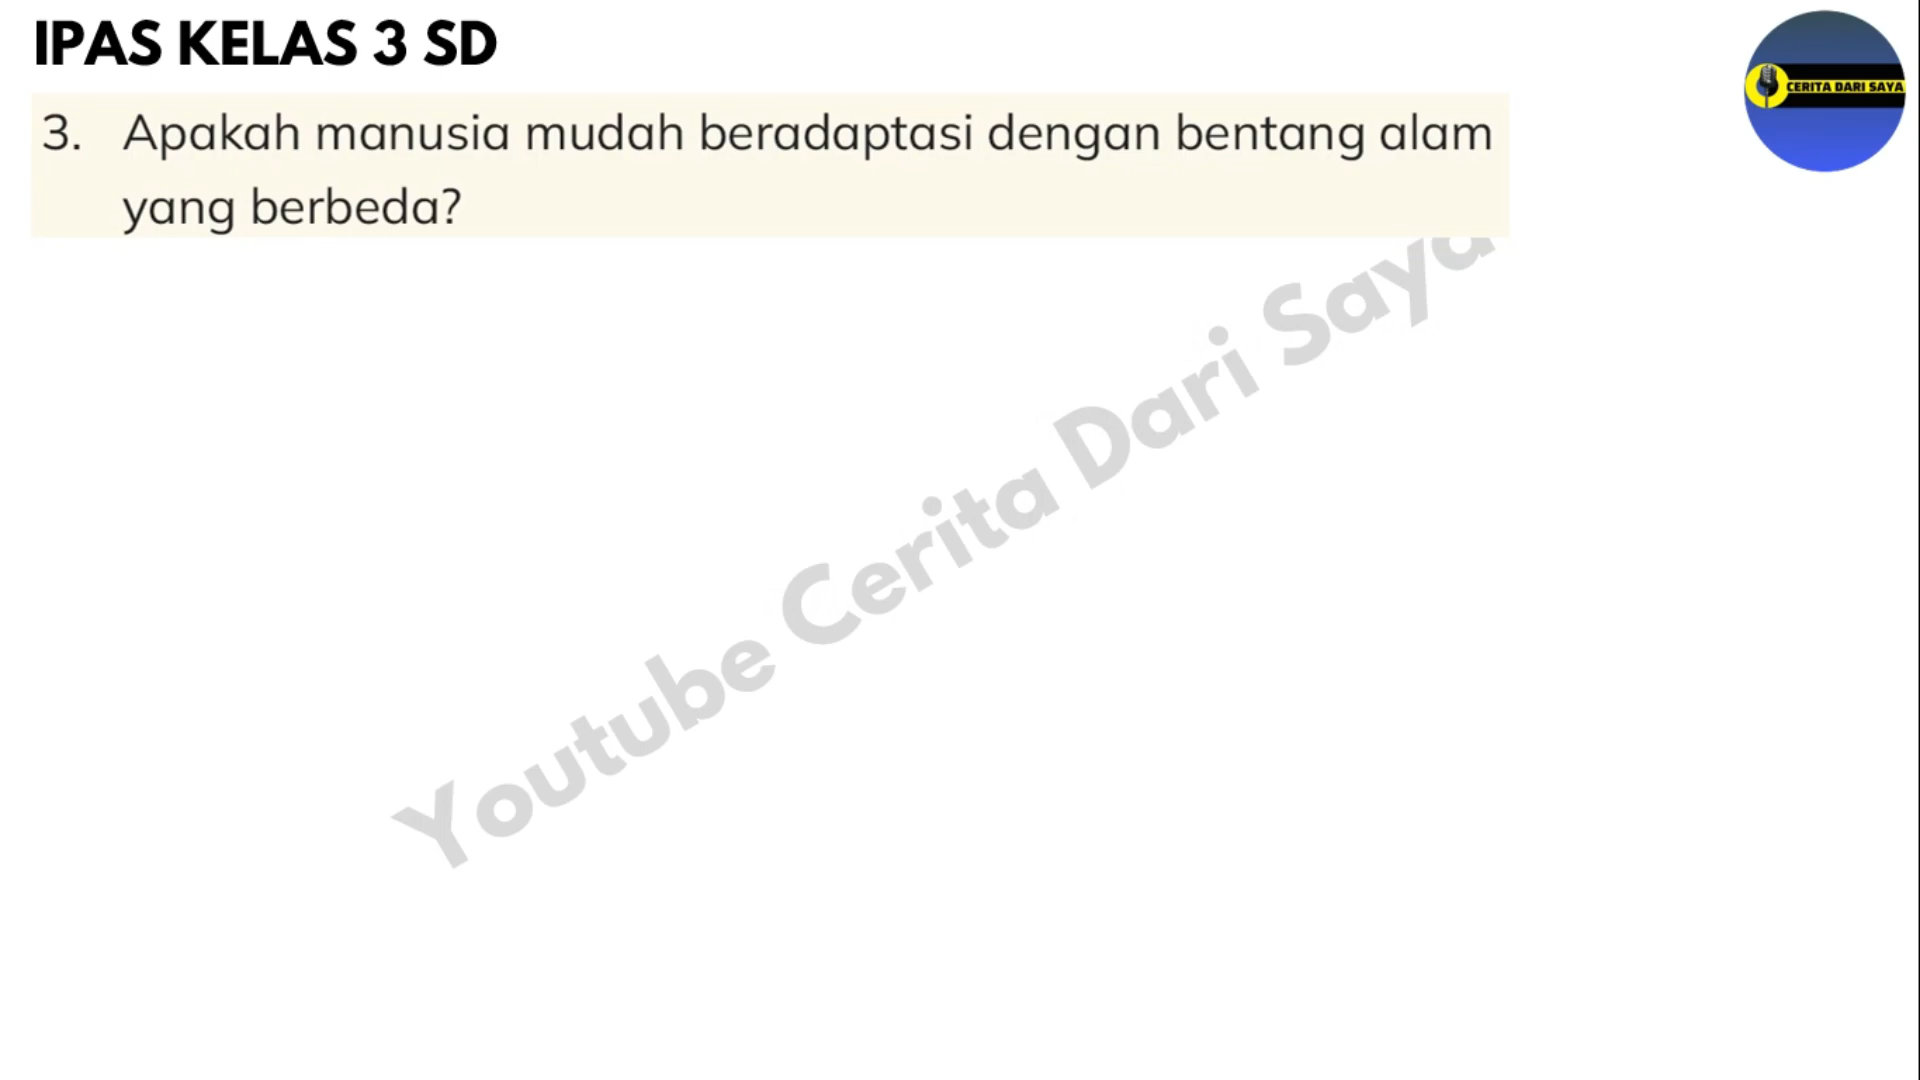 IPAS KELAS 3 SD
CERITA DARI SAYA
3. Apakah manusia mudah beradaptasi dengan bentang alam
yang berbeda?
Youtube Cerita Dari Saya